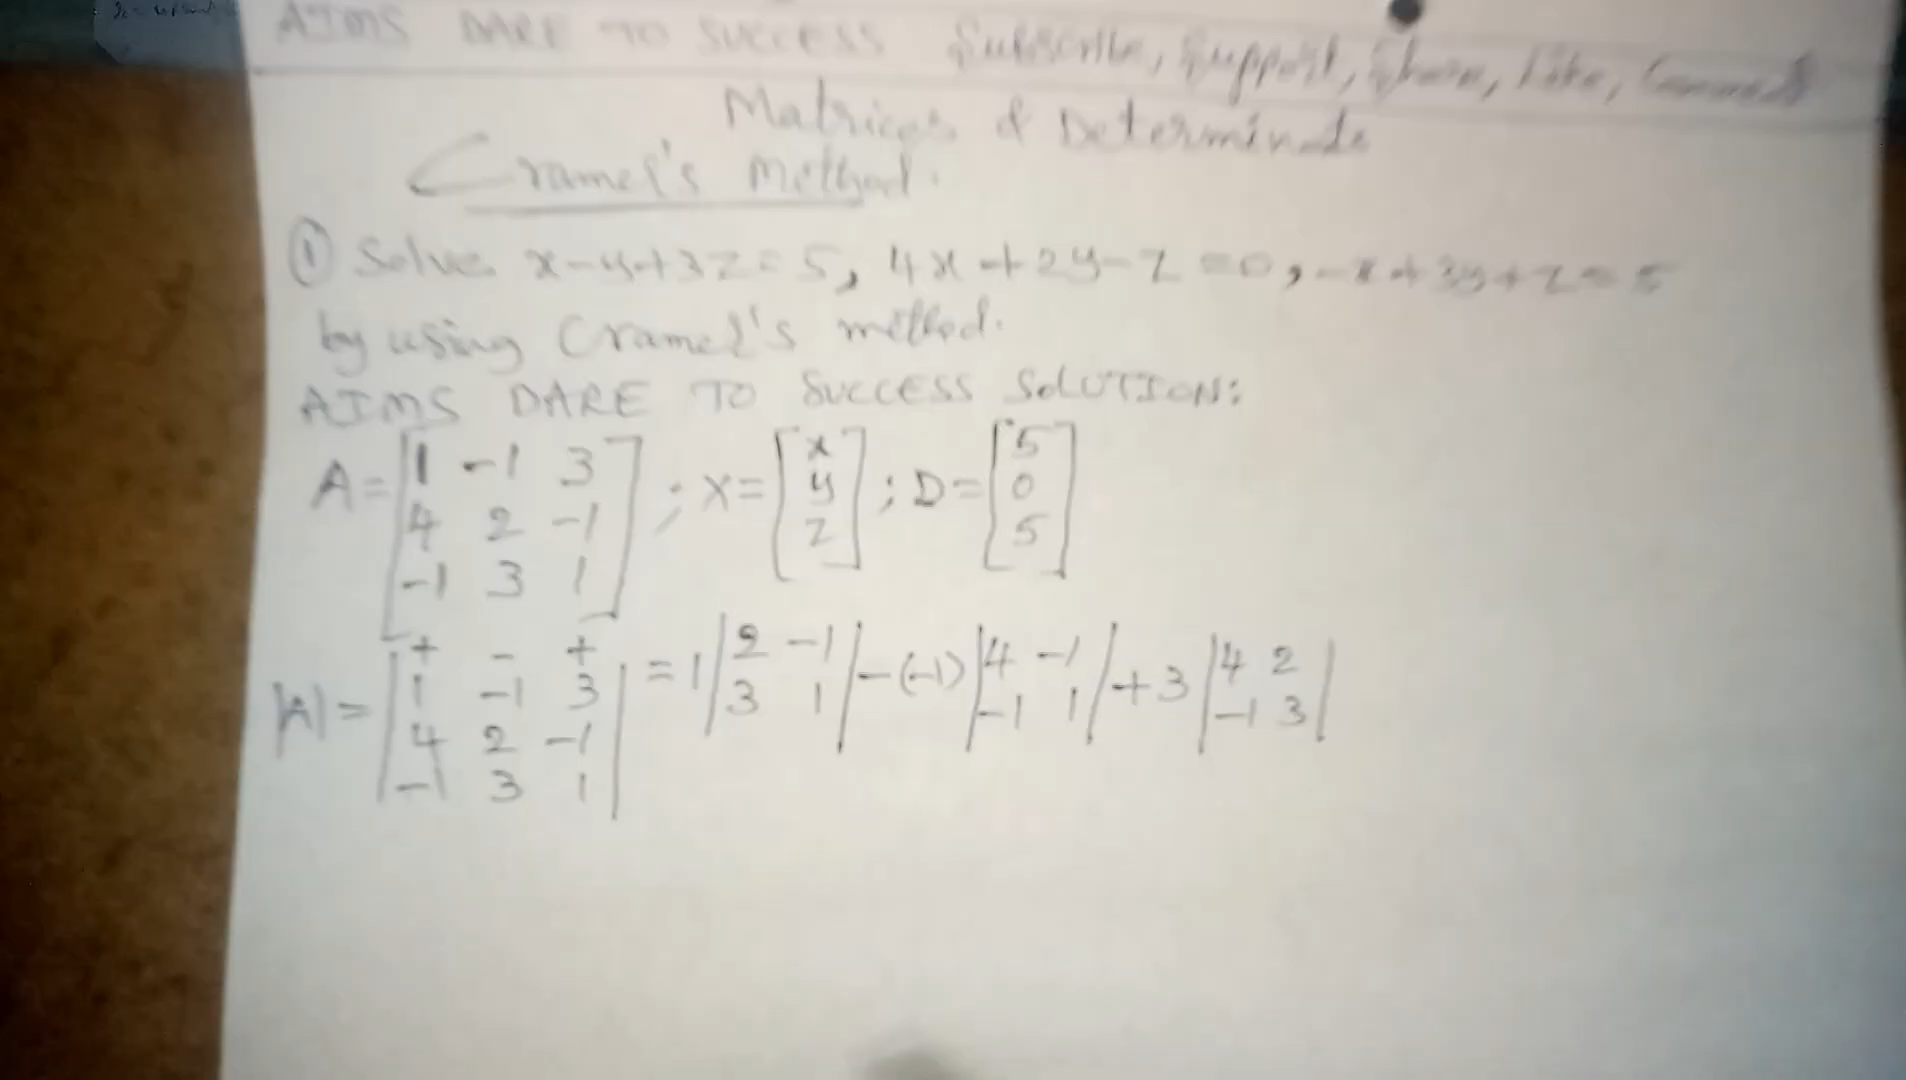 AIMS DARE TO SUCCESS Subscribe, Support, Share, Like, Comment
Matrices & Determinants
Cramer's Method.
① Solve x-y+3z=5, 4x+2y-z=0, -x+3y+z=5
by using Cramer's method.
AIMS DARE TO SUCCESS SOLUTION:
A = [1 -1 3; 4 2 -1; -1 3 1] ; X = [x; y; z] ; D = [5; 0; 5]
+ - +
|A| = |1 -1 3; 4 2 -1; -1 3 1| = 1|2 -1; 3 1| - (-1)|4 -1; -1 1| + 3|4 2; -1 3|